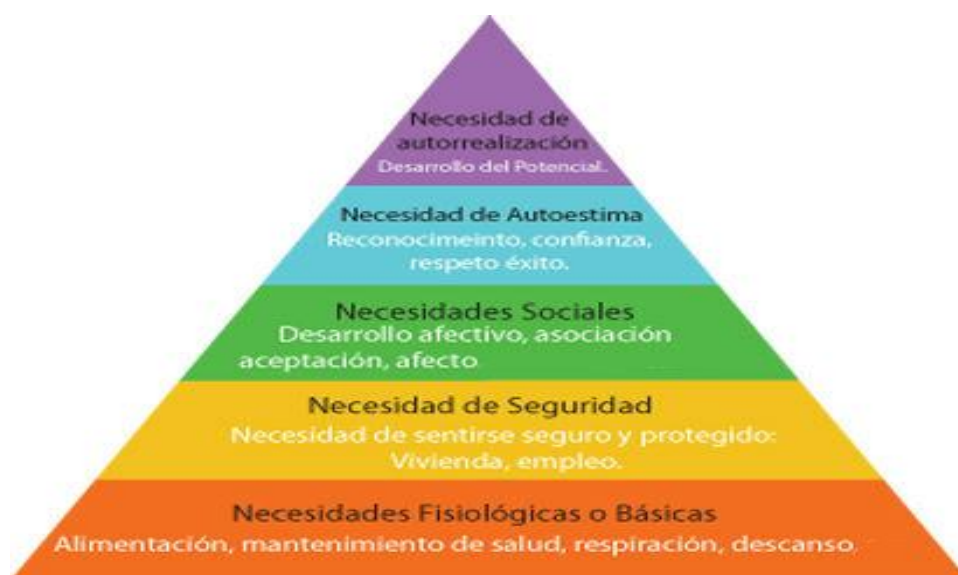 Necesidad de
autorrealización
Desarrollo del Potencial.
Necesidad de Autoestima
Reconocimeinto, confianza,
respeto éxito.
Necesidades Sociales
Desarrollo afectivo, asociación
aceptación, afecto.
Necesidad de Seguridad
Necesidad de sentirse seguro y protegido:
Vivienda, empleo.
Necesidades Fisiológicas o Básicas
Alimentación, mantenimiento de salud, respiración, descanso.